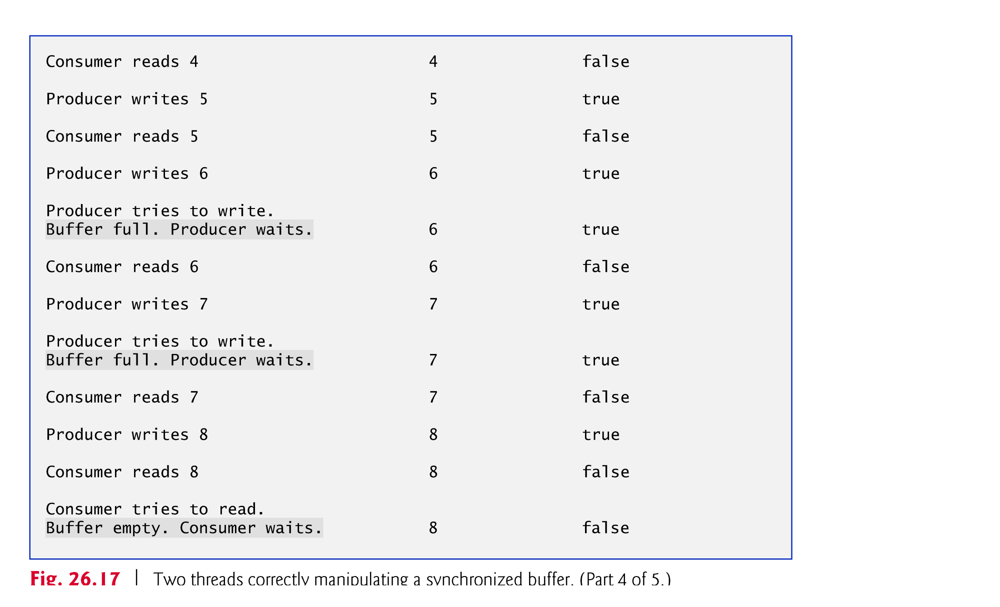 Consumer reads 4 4 false
Producer writes 5 5 true
Consumer reads 5 5 false
Producer writes 6 6 true
Producer tries to write.
Buffer full. Producer waits. 6 true
Consumer reads 6 6 false
Producer writes 7 7 true
Producer tries to write.
Buffer full. Producer waits. 7 true
Consumer reads 7 7 false
Producer writes 8 8 true
Consumer reads 8 8 false
Consumer tries to read.
Buffer empty. Consumer waits. 8 false
Fig. 26.17 | Two threads correctly manipulating a synchronized buffer. (Part 4 of 5.)